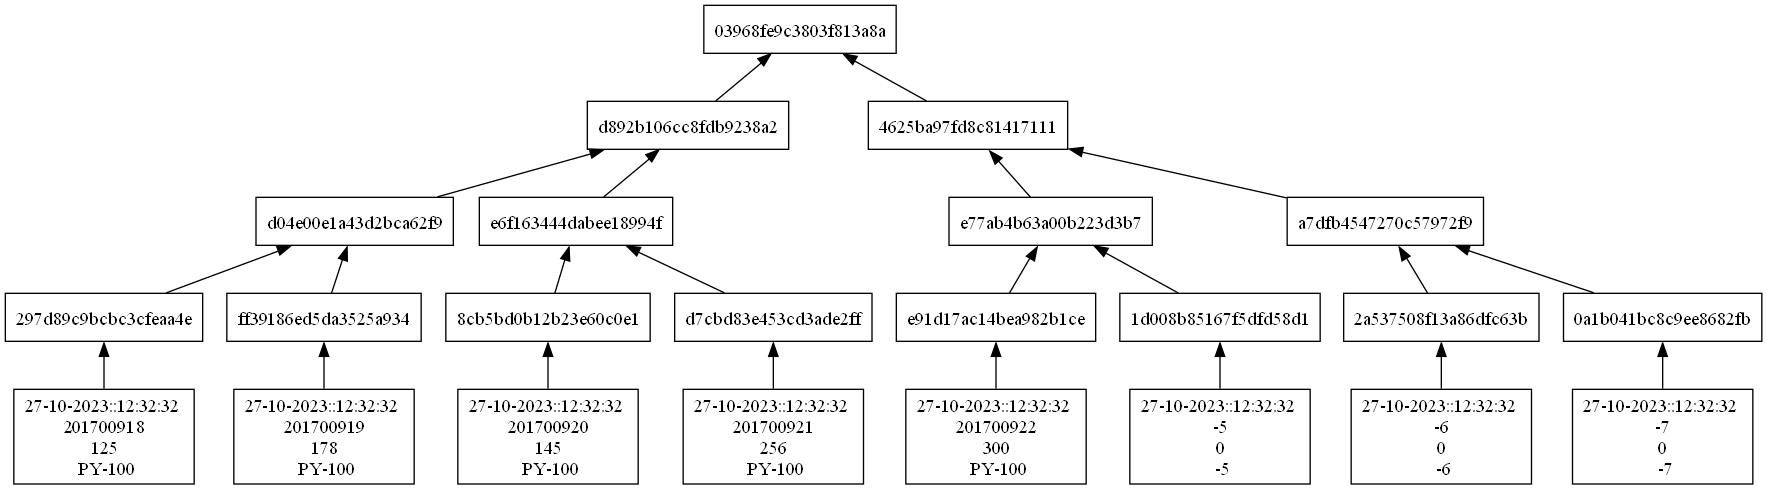 03968fe9c3803f813a8a
d892b106cc8fdb9238a2
4625ba97fd8c81417111
d04e00e1a43d2bca62f9
e6f163444dabee18994f
e77ab4b63a00b223d3b7
a7dfb4547270c57972f9
297d89c9bcbc3cfeaa4e
ff39186ed5da3525a934
8cb5bd0b12b23e60c0e1
d7cbd83e453cd3ade2ff
e91d17ac14bea982b1ce
1d008b85167f5dfd58d1
2a537508f13a86dfc63b
0a1b041bc8c9ee8682fb
27-10-2023::12:32:32
201700918
125
PY-100
27-10-2023::12:32:32
201700919
178
PY-100
27-10-2023::12:32:32
201700920
145
PY-100
27-10-2023::12:32:32
201700921
256
PY-100
27-10-2023::12:32:32
201700922
300
PY-100
27-10-2023::12:32:32
-5
0
-5
27-10-2023::12:32:32
-6
0
-6
27-10-2023::12:32:32
-7
0
-7